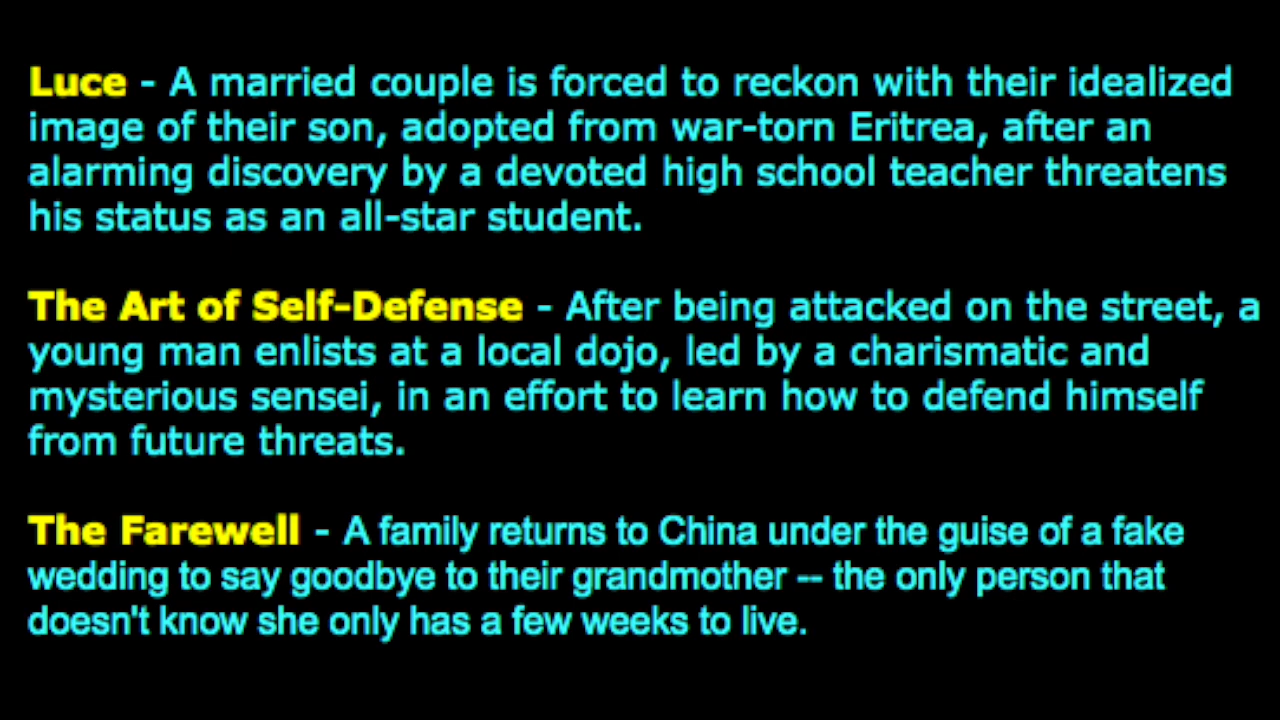 Luce - A married couple is forced to reckon with their idealized
image of their son, adopted from war-torn Eritrea, after an
alarming discovery by a devoted high school teacher threatens
his status as an all-star student.
The Art of Self-Defense - After being attacked on the street, a
young man enlists at a local dojo, led by a charismatic and
mysterious sensei, in an effort to learn how to defend himself
from future threats.
The Farewell - A family returns to China under the guise of a fake
wedding to say goodbye to their grandmother -- the only person that
doesn't know she only has a few weeks to live.